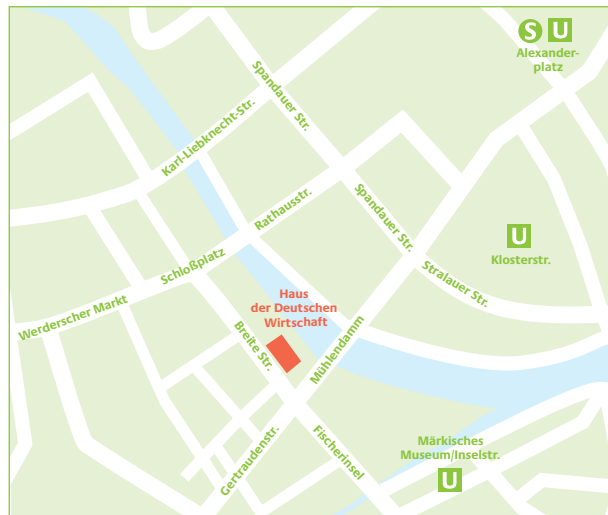 S U
Alexander-
platz
Spandauer Str.
Karl-Liebknecht-Str.
Rathausstr.
Spandauer Str.
U
Klosterstr.
Schloßplatz
Stralauer Str.
Werderscher Markt
Haus
der Deutschen
Wirtschaft
Breite Str.
Mühlendamm
Gertraudenstr.
Fischerinsel
Märkisches
Museum/Inselstr.
U